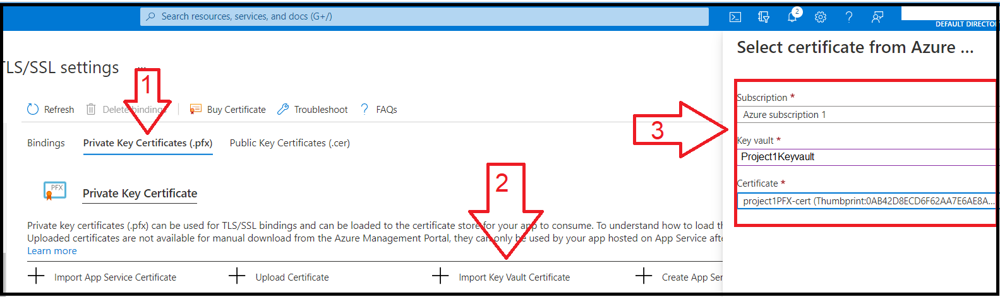 Search resources, services, and docs (G+/)
2
DEFAULT DIRECTO
TLS/SSL settings
...
Select certificate from Azure ...
1
Refresh
Delete bindings
Buy Certificate
Troubleshoot
FAQs
Subscription *
Azure subscription 1
Bindings
Private Key Certificates (.pfx)
Public Key Certificates (.cer)
3
Key vault *
Project1Keyvault
2
Certificate *
project1PFX-cert (Thumbprint:0AB42D8ECD6F62AA7E6AE8A...
PFX
Private Key Certificate
Private key certificates (.pfx) can be used for TLS/SSL bindings and can be loaded to the certificate store for your app to consume. To understand how to load th
Uploaded certificates are not available for manual download from the Azure Management Portal, they can only be used by your app hosted on App Service afte
Learn more
Import App Service Certificate
Upload Certificate
Import Key Vault Certificate
Create App Ser